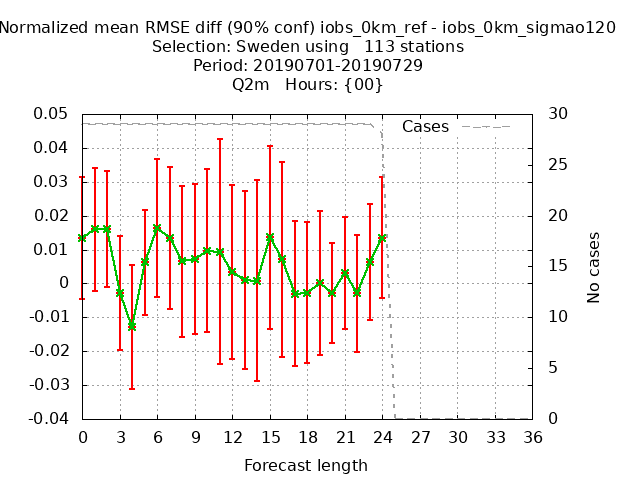 Normalized mean RMSE diff (90% conf) iobs_0km_ref - iobs_0km_sigmao120
Selection: Sweden using   113 stations
Period: 20190701-20190729
Q2m   Hours: {00}
Cases
0.05
0.04
0.03
0.02
0.01
0
-0.01
-0.02
-0.03
-0.04
30
25
20
15
10
5
0
No cases
0 3 6 9 12 15 18 21 24 27 30 33 36
Forecast length